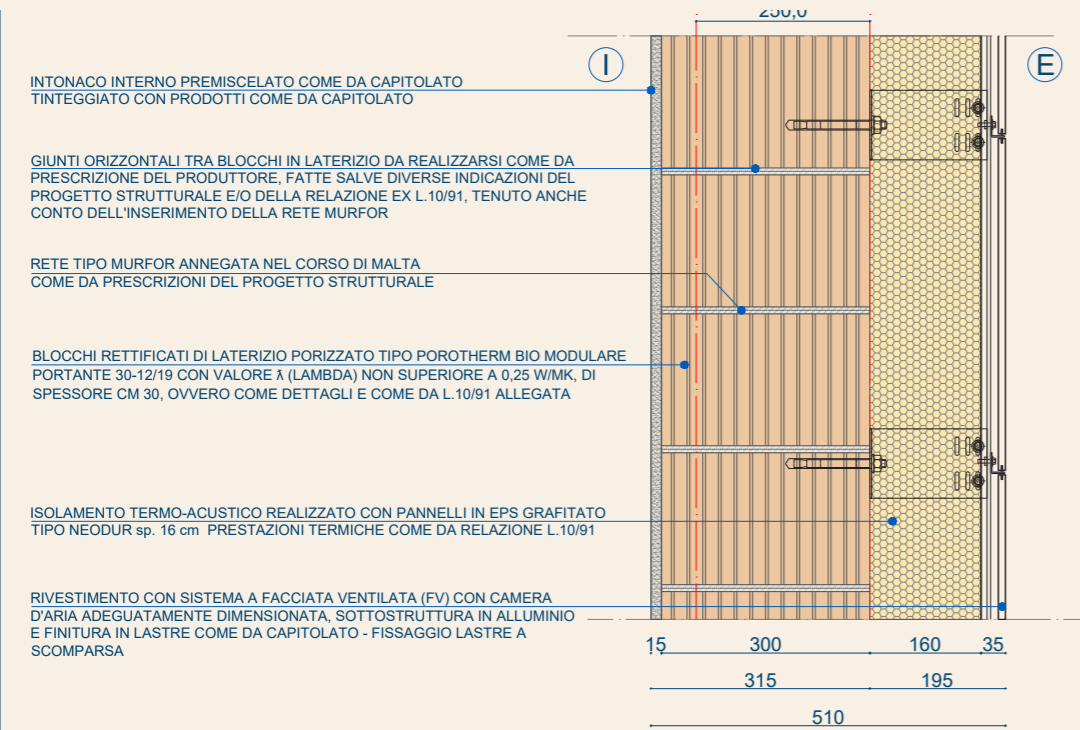 250,0
I
E
INTONACO INTERNO PREMISCELATO COME DA CAPITOLATO
TINTEGGIATO CON PRODOTTI COME DA CAPITOLATO
GIUNTI ORIZZONTALI TRA BLOCCHI IN LATERIZIO DA REALIZZARSI COME DA
PRESCRIZIONE DEL PRODUTTORE, FATTE SALVE DIVERSE INDICAZIONI DEL
PROGETTO STRUTTURALE E/O DELLA RELAZIONE EX L.10/91, TENUTO ANCHE
CONTO DELL'INSERIMENTO DELLA RETE MURFOR
RETE TIPO MURFOR ANNEGATA NEL CORSO DI MALTA
COME DA PRESCRIZIONI DEL PROGETTO STRUTTURALE
BLOCCHI RETTIFICATI DI LATERIZIO PORIZZATO TIPO POROTHERM BIO MODULARE
PORTANTE 30-12/19 CON VALORE λ (LAMBDA) NON SUPERIORE A 0,25 W/MK, DI
SPESSORE CM 30, OVVERO COME DETTAGLI E COME DA L.10/91 ALLEGATA
ISOLAMENTO TERMO-ACUSTICO REALIZZATO CON PANNELLI IN EPS GRAFITATO
TIPO NEODUR sp. 16 cm PRESTAZIONI TERMICHE COME DA RELAZIONE L.10/91
RIVESTIMENTO CON SISTEMA A FACCIATA VENTILATA (FV) CON CAMERA
D'ARIA ADEGUATAMENTE DIMENSIONATA, SOTTOSTRUTTURA IN ALLUMINIO
E FINITURA IN LASTRE COME DA CAPITOLATO - FISSAGGIO LASTRE A
SCOMPARSA
15 300 160 35
315 195
510